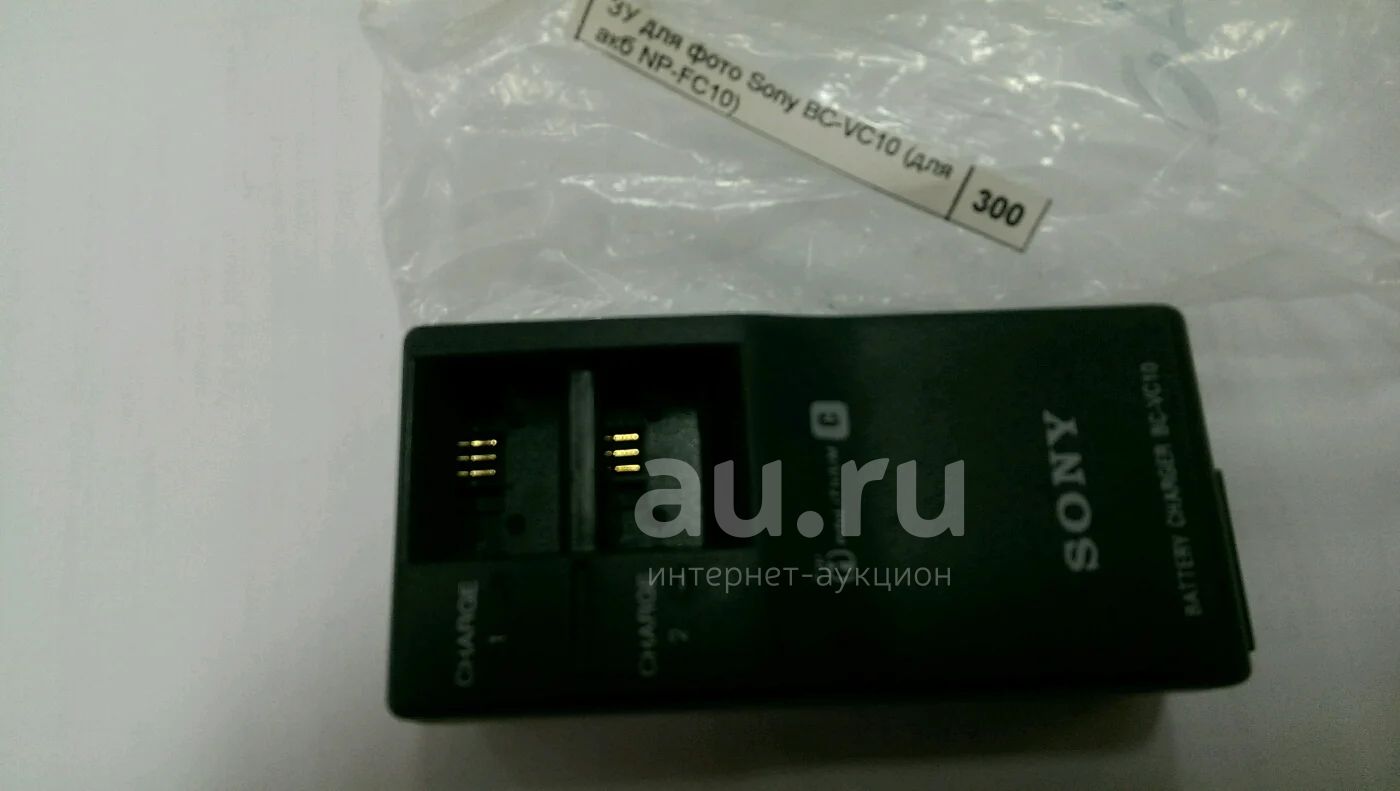 ЗУ для фото Sony BC-VC10 (для
акб NP-FC10)
300
C
InfoLITHIUM
SONY
BATTERY CHARGER BC-VC10
CHARGE
1
CHARGE
2
au.ru
интернет-аукцион